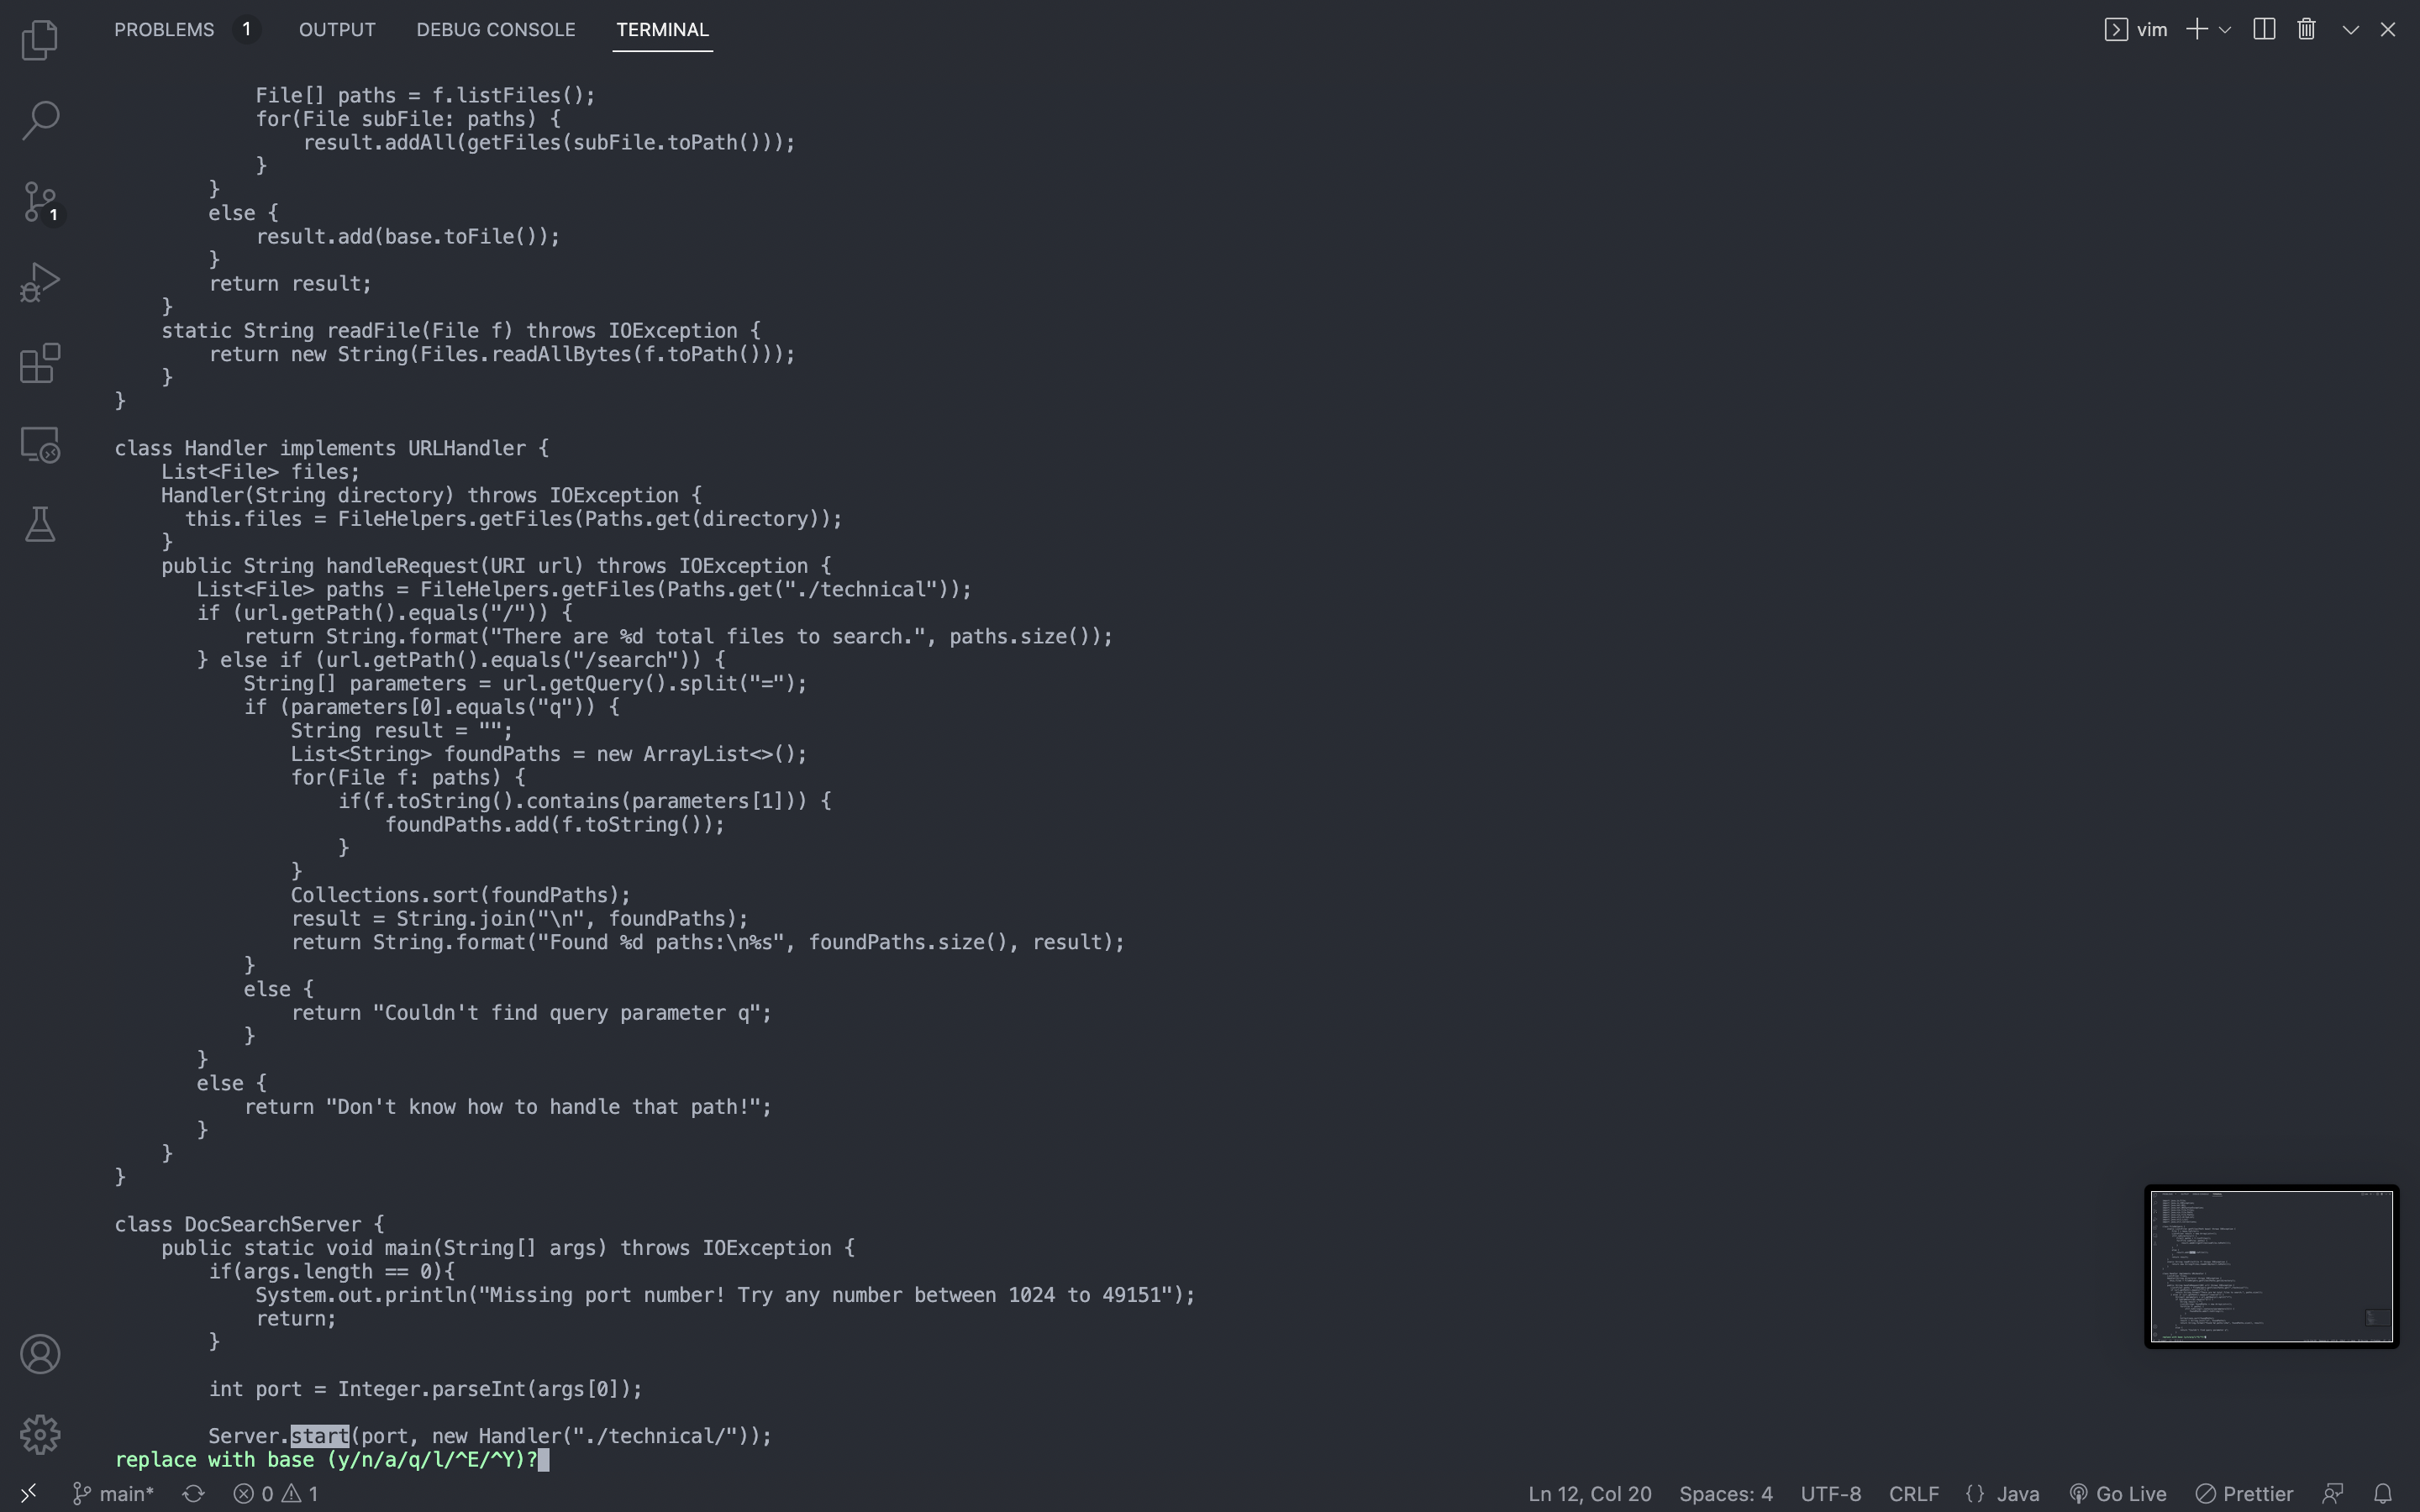 PROBLEMS 1 OUTPUT DEBUG CONSOLE TERMINAL vim
File[] paths = f.listFiles();
for(File subFile: paths) {
result.addAll(getFiles(subFile.toPath()));
}
}
else {
result.add(base.toFile());
}
return result;
}
static String readFile(File f) throws IOException {
return new String(Files.readAllBytes(f.toPath()));
}
}
class Handler implements URLHandler {
List<File> files;
Handler(String directory) throws IOException {
this.files = FileHelpers.getFiles(Paths.get(directory));
}
public String handleRequest(URI url) throws IOException {
List<File> paths = FileHelpers.getFiles(Paths.get("./technical"));
if (url.getPath().equals("/")) {
return String.format("There are %d total files to search.", paths.size());
} else if (url.getPath().equals("/search")) {
String[] parameters = url.getQuery().split("=");
if (parameters[0].equals("q")) {
String result = "";
List<String> foundPaths = new ArrayList<>();
for(File f: paths) {
if(f.toString().contains(parameters[1])) {
foundPaths.add(f.toString());
}
}
Collections.sort(foundPaths);
result = String.join("\n", foundPaths);
return String.format("Found %d paths:\n%s", foundPaths.size(), result);
}
else {
return "Couldn't find query parameter q";
}
}
else {
return "Don't know how to handle that path!";
}
}
}
class DocSearchServer {
public static void main(String[] args) throws IOException {
if(args.length == 0){
System.out.println("Missing port number! Try any number between 1024 to 49151");
return;
}
int port = Integer.parseInt(args[0]);
Server.start(port, new Handler("./technical/"));
replace with base (y/n/a/q/l/^E/^Y)?
1
main* 0 1 Ln 12, Col 20 Spaces: 4 UTF-8 CRLF {} Java Go Live Prettier